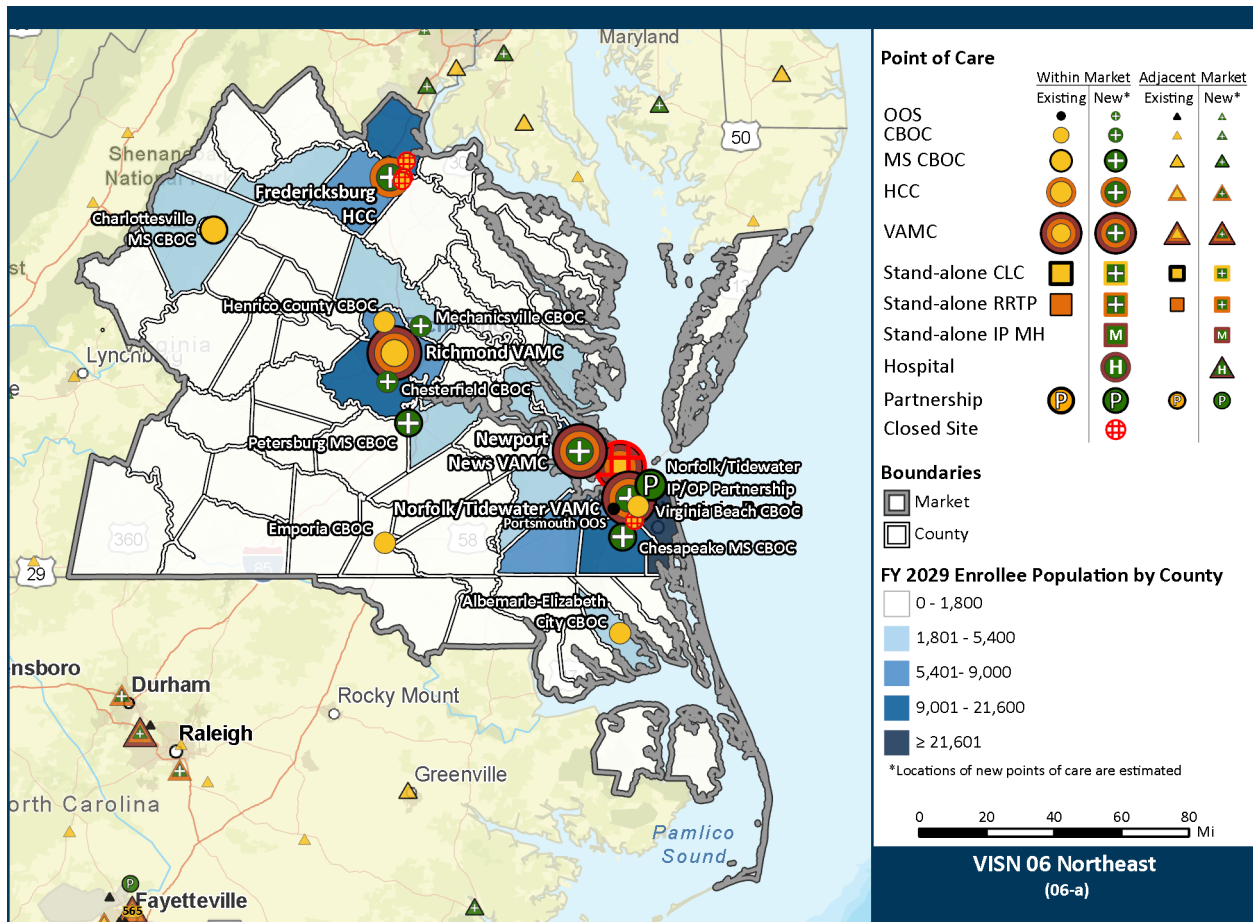 Maryland
50
Shenandoah
National Park
30
Fredericksburg
HCC
Charlottesville
MS CBOC
Henrico County CBOC
Mechanicsville CBOC
Richmond VAMC
Lynchburg
Virginia
Chesterfield CBOC
Petersburg MS CBOC
Newport
News VAMC
Norfolk/Tidewater
IP/OP Partnership
Norfolk/Tidewater VAMC
Virginia Beach CBOC
Portsmouth OOS
Chesapeake MS CBOC
Emporia CBOC
360
58
85
29
Albemarle-Elizabeth
City CBOC
ensboro
Durham
Rocky Mount
Raleigh
Greenville
orth Carolina
Pamlico
Sound
P
Fayetteville
565
Point of Care
Within Market Adjacent Market
Existing New* Existing New*
OOS
CBOC
MS CBOC
HCC
VAMC
Stand-alone CLC
Stand-alone RRTP
Stand-alone IP MH M M
Hospital H H
Partnership P P P P
Closed Site
Boundaries
Market
County
FY 2029 Enrollee Population by County
0 - 1,800
1,801 - 5,400
5,401- 9,000
9,001 - 21,600
≥ 21,601
*Locations of new points of care are estimated
0 20 40 60 80
Mi
VISN 06 Northeast
(06-a)